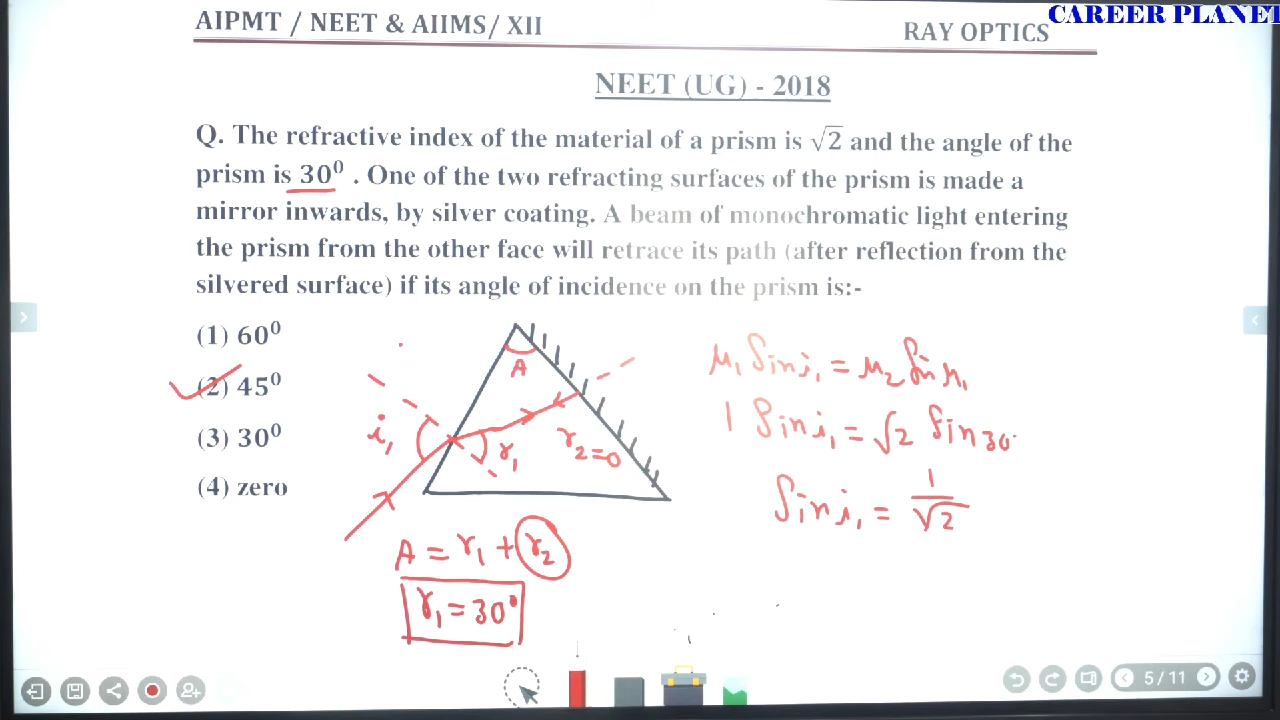 AIPMT / NEET & AIIMS/ XII
RAY OPTICS
CAREER PLANET
NEET (UG) - 2018
Q. The refractive index of the material of a prism is √2 and the angle of the
prism is 30⁰ . One of the two refracting surfaces of the prism is made a
mirror inwards, by silver coating. A beam of monochromatic light entering
the prism from the other face will retrace its path (after reflection from the
silvered surface) if its angle of incidence on the prism is:-
(1) 60⁰
(2) 45⁰
(3) 30⁰
(4) zero
A
i₁
r₁
r₂=0
A = r₁ + r₂
r₁ = 30°
μ₁ Sin i₁ = μ₂ Sin r₁
1 Sin i₁ = √2 Sin 30°
Sin i₁ = 1/√2
5 / 11